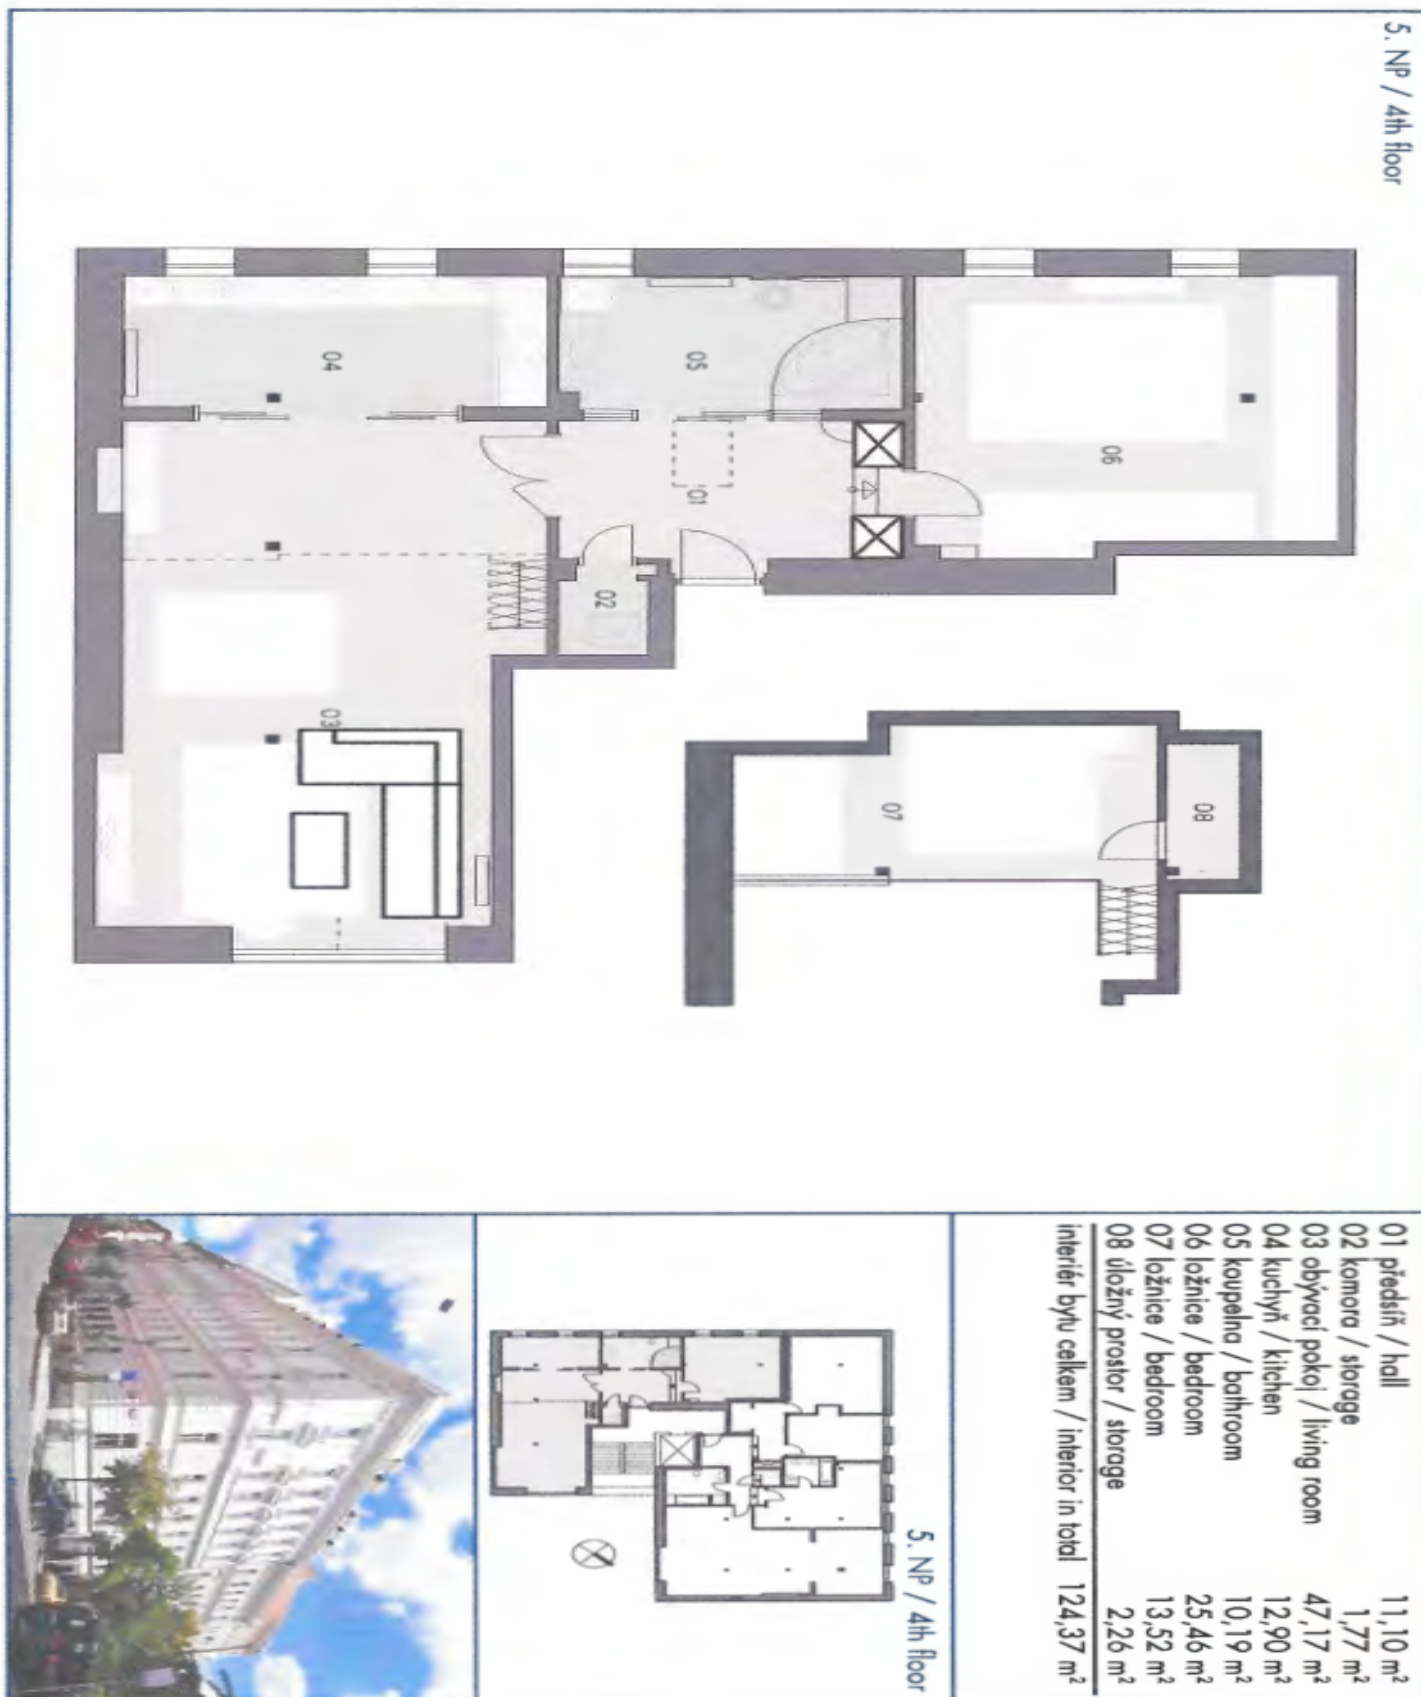 5. NP / 4th floor
04
05
06
01
02
03
07
08
01 předsíň / hall 11,10 m²
02 komora / storage 1,77 m²
03 obývací pokoj / living room 47,17 m²
04 kuchyň / kitchen 12,90 m²
05 koupelna / bathroom 10,19 m²
06 ložnice / bedroom 25,46 m²
07 ložnice / bedroom 13,52 m²
08 úložný prostor / storage 2,26 m²
interiér bytu celkem / interior in total 124,37 m²
5. NP / 4th floor